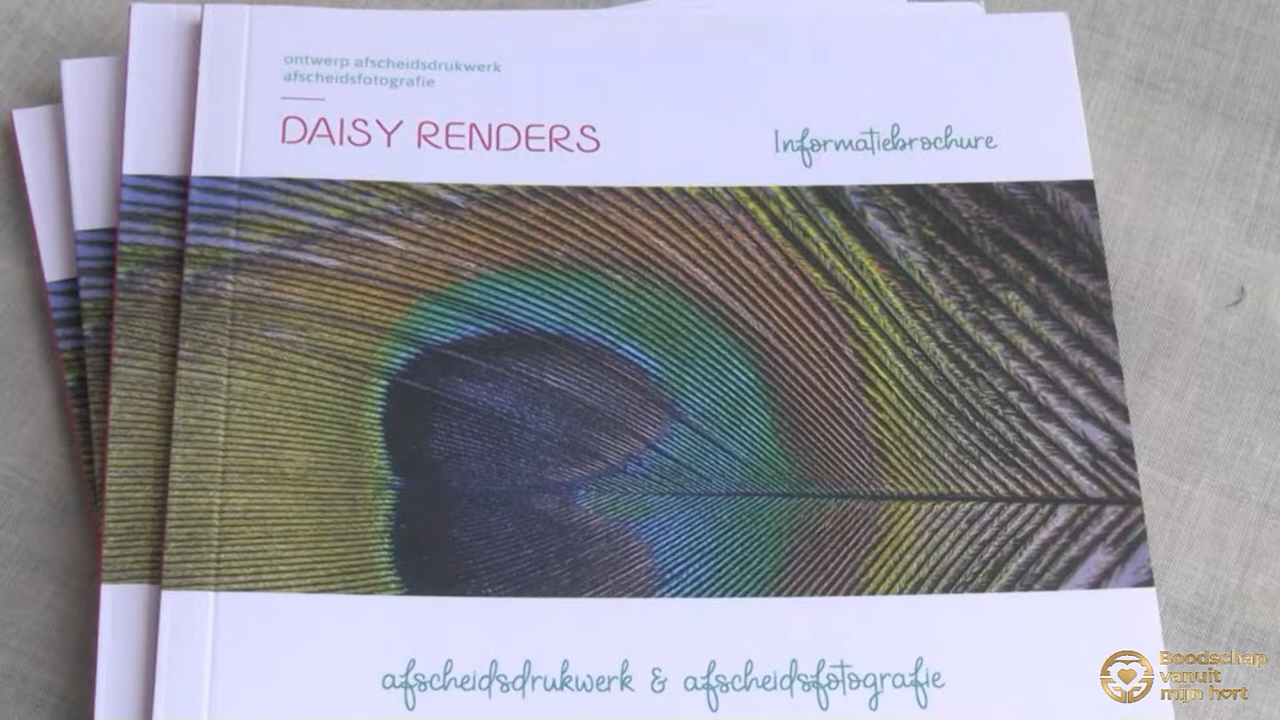 ontwerp afscheidsdrukwerk
afscheidsfotografie
DAISY RENDERS
Informatiebrochure
afscheidsdrukwerk & afscheidsfotografie
Boodschap
vanuit
mijn hart